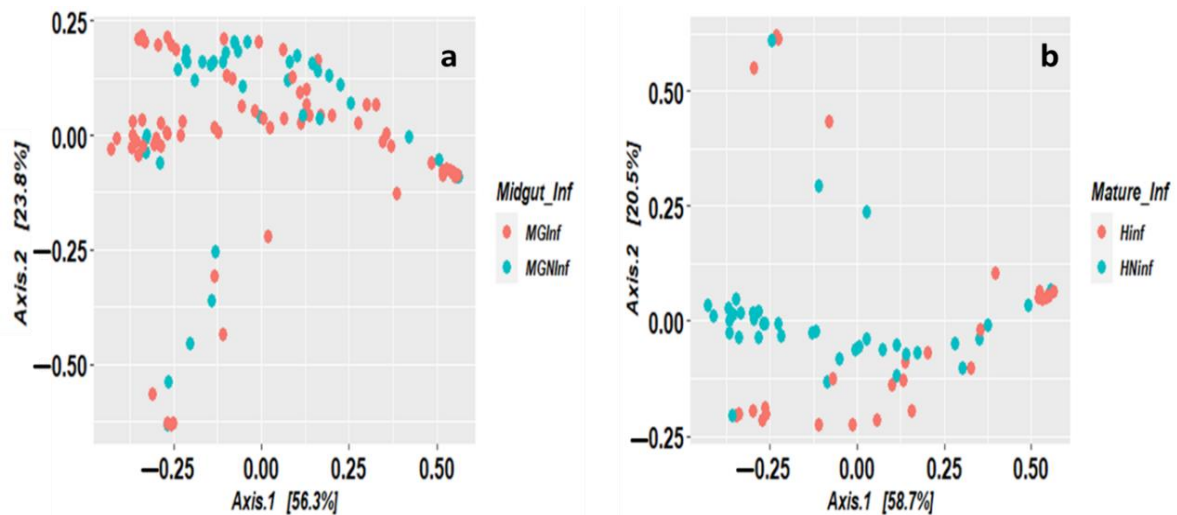 a
0.25
0.00
−0.25
−0.50
Axis.2 [23.8%]
−0.25 0.00 0.25 0.50
Axis.1 [56.3%]
Midgut_Inf
MGInf
MGNInf
b
0.50
0.25
0.00
−0.25
Axis.2 [20.5%]
−0.25 0.00 0.25 0.50
Axis.1 [58.7%]
Mature_Inf
Hinf
HNinf